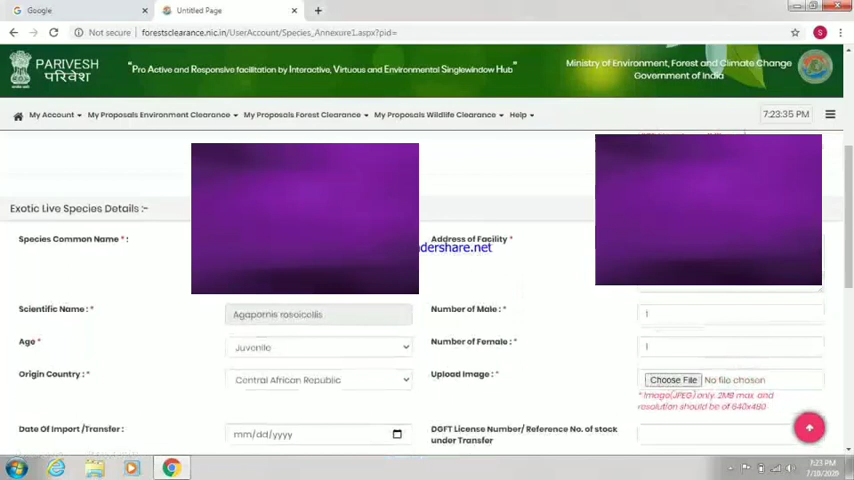 Google
Untitled Page
Not secure
forestsclearance.nic.in/UserAccount/Species_Annexure1.aspx?pid=
S
PARIVESH
परिवेश
"Pro Active and Responsive facilitation by Interactive, Virtuous and Environmental Singlewindow Hub"
Ministry of Environment, Forest and Climate Change
Government of India
My Account
My Proposals Environment Clearance
My Proposals Forest Clearance
My Proposals Wildlife Clearance
Help
7:23:35 PM
Exotic Live Species Details :-
Species Common Name * :
Address of Facility *
dershare.net
Scientific Name : *
Agapornis roseicollis
Number of Male : *
1
Age *
Juvenile
Number of Female : *
1
Origin Country : *
Central African Republic
Upload Image : *
Choose File No file chosen
* Image(JPEG) only. 2MB max and
resolution should be of 640x480
Date Of Import /Transfer :
mm/dd/yyyy
DGFT License Number/ Reference No. of stock
under Transfer
7:23 PM
7/19/2020